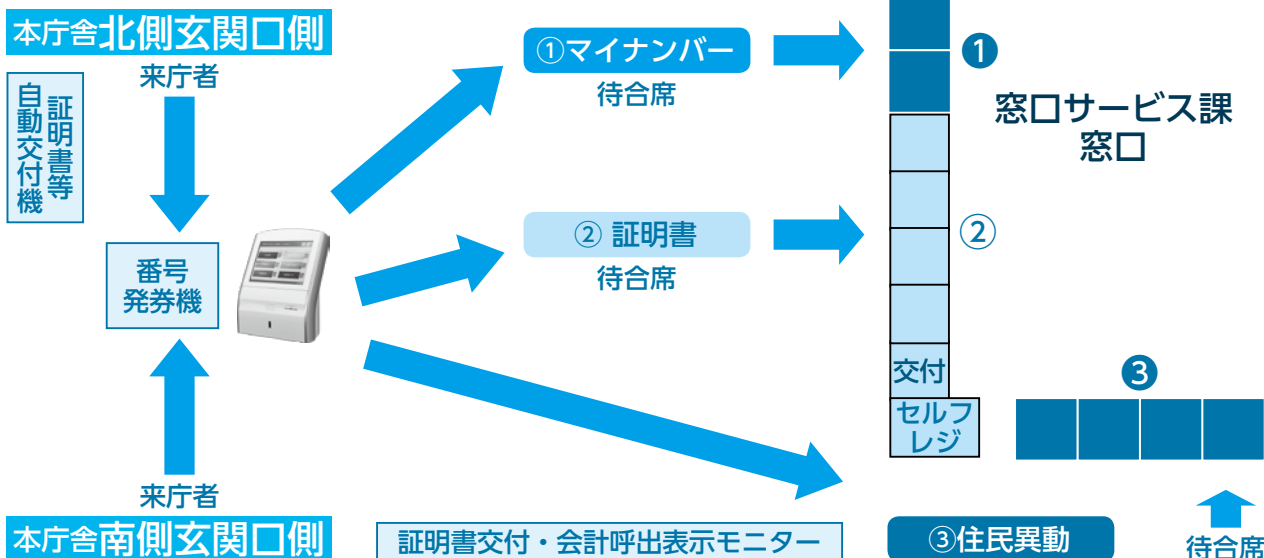 本庁舎北側玄関口側
来庁者
証明書等
自動交付機
番号
発券機
来庁者
本庁舎南側玄関口側
①マイナンバー
待合席
② 証明書
待合席
証明書交付・会計呼出表示モニター
❶
窓口サービス課
窓口
②
交付
セルフ
レジ
❸
③住民異動
待合席